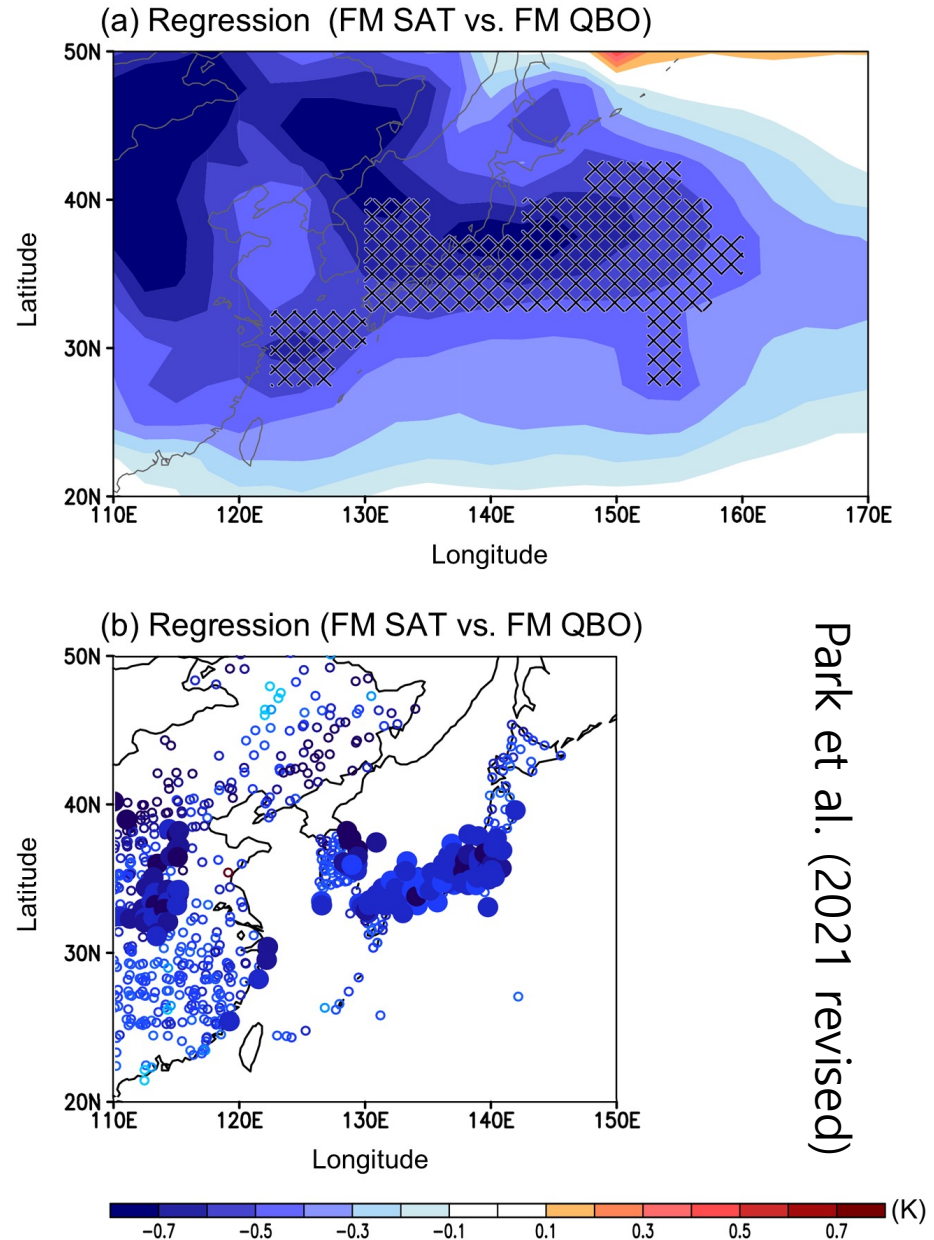 (a) Regression (FM SAT vs. FM QBO)
50N
40N
30N
20N
Latitude
110E 120E 130E 140E 150E 160E 170E
Longitude
(b) Regression (FM SAT vs. FM QBO)
50N
40N
30N
20N
Latitude
110E 120E 130E 140E 150E
Longitude
Park et al. (2021 revised)
(K)
−0.7 −0.5 −0.3 −0.1 0.1 0.3 0.5 0.7